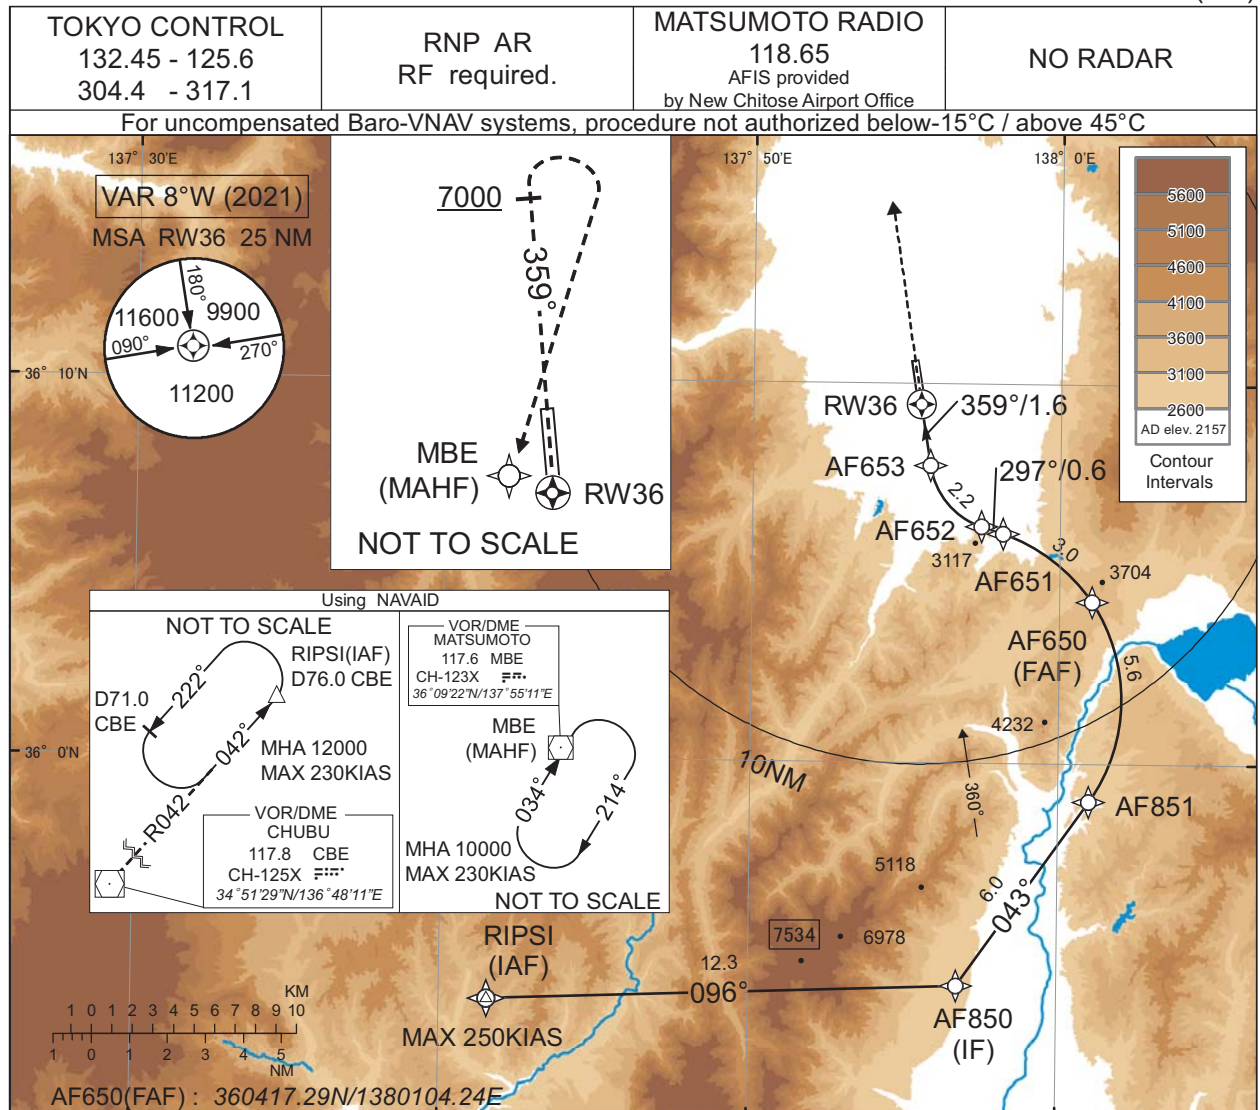 TOKYO CONTROL
132.45 - 125.6
304.4 - 317.1
RNP AR
RF required.
MATSUMOTO RADIO
118.65
AFIS provided
by New Chitose Airport Office
NO RADAR
For uncompensated Baro-VNAV systems, procedure not authorized below-15°C / above 45°C
137° 30'E
137° 50'E
138° 0'E
VAR 8°W (2021)
MSA RW36 25 NM
180°
11600
9900
090°
270°
11200
36° 10'N
7000
359°
MBE
(MAHF)
RW36
NOT TO SCALE
5600
5100
4600
4100
3600
3100
2600
AD elev. 2157
Contour
Intervals
RW36
359°/1.6
AF653
297°/0.6
2.2
AF652
3117
3.0
AF651
3704
AF650
(FAF)
5.6
4232
10NM
360°
AF851
5118
6.0
043°
7534
6978
12.3
096°
AF850
(IF)
RIPSI
(IAF)
MAX 250KIAS
36° 0'N
Using NAVAID
NOT TO SCALE
RIPSI(IAF)
D76.0 CBE
222°
D71.0
CBE
042°
MHA 12000
MAX 230KIAS
R042
VOR/DME
CHUBU
117.8 CBE
CH-125X
34°51'29"N/136°48'11"E
VOR/DME
MATSUMOTO
117.6 MBE
CH-123X
36°09'22"N/137°55'11"E
MBE
(MAHF)
034°
214°
MHA 10000
MAX 230KIAS
NOT TO SCALE
KM
1 0 1 2 3 4 5 6 7 8 9 10
1 0 1 2 3 4 5
NM
AF650(FAF) : 360417.29N/1380104.24E